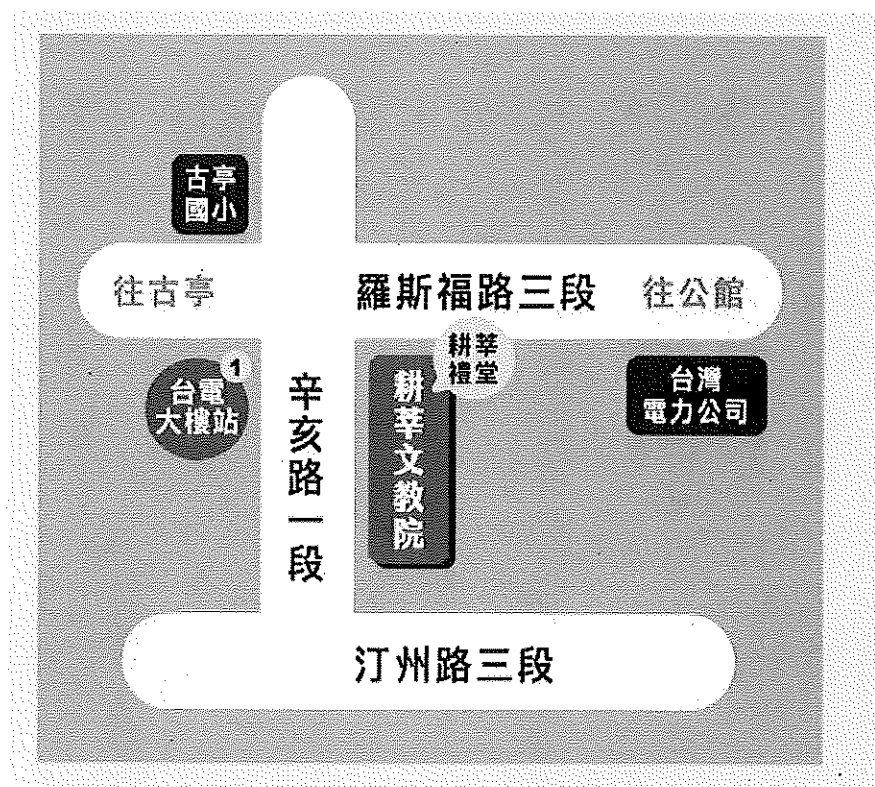 古亭
國小
往古亭
羅斯福路三段
往公館
耕莘
禮堂
1
台電
大樓站
辛亥路一段
耕莘文教院
台灣
電力公司
汀州路三段